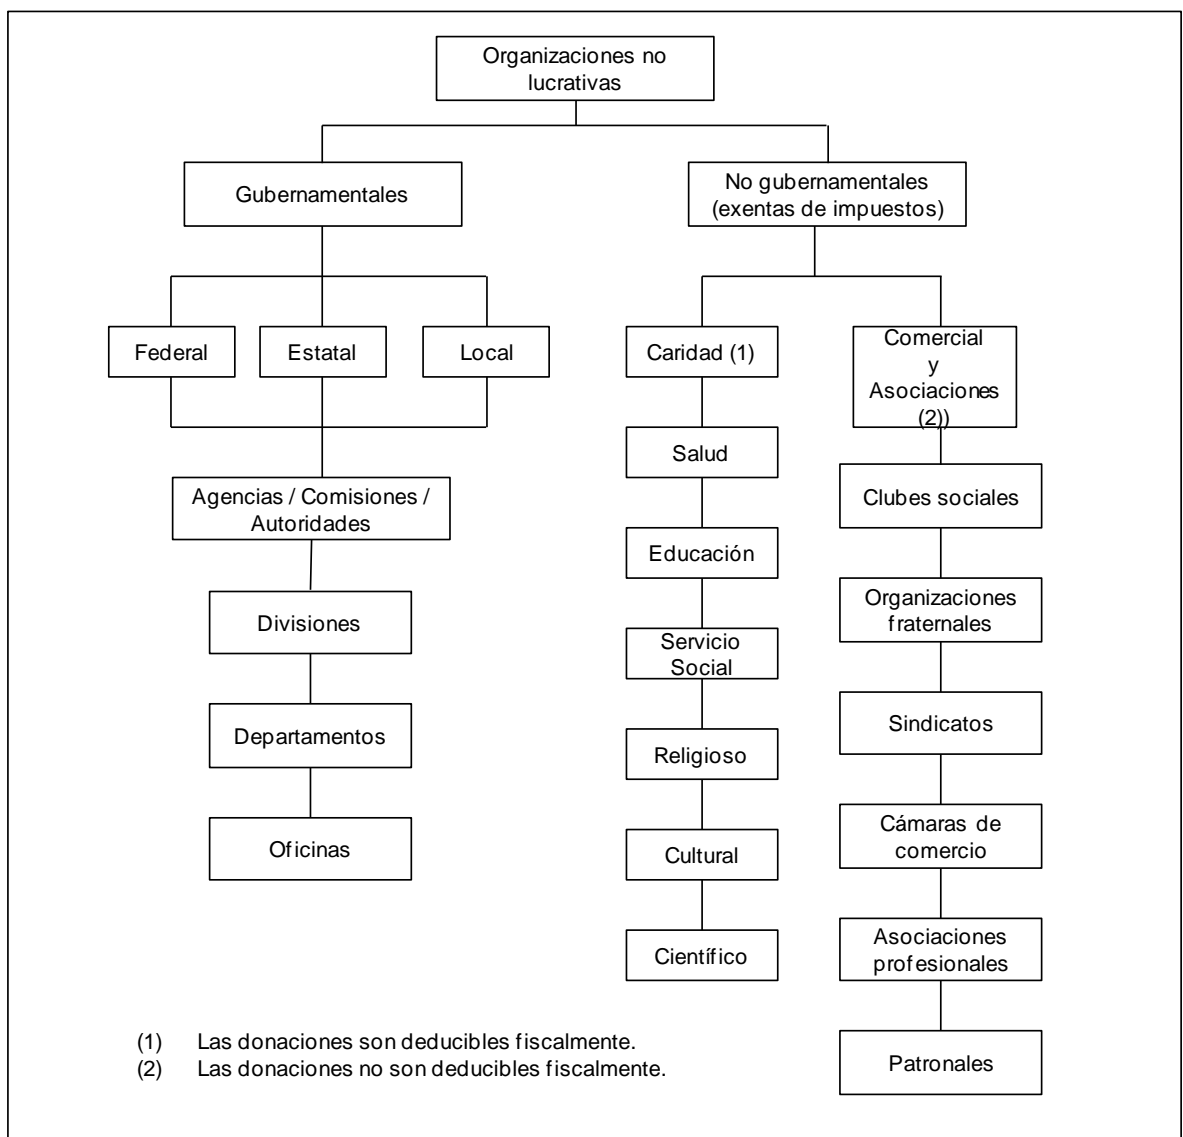 Organizaciones no
lucrativas
Gubernamentales
No gubernamentales
(exentas de impuestos)
Federal
Estatal
Local
Caridad (1)
Comercial
y
Asociaciones
(2))
Salud
Clubes sociales
Agencias / Comisiones /
Autoridades
Educación
Organizaciones
fraternales
Divisiones
Servicio
Social
Sindicatos
Departamentos
Religioso
Cámaras de
comercio
Oficinas
Cultural
Asociaciones
profesionales
Científico
(1) Las donaciones son deducibles fiscalmente.
(2) Las donaciones no son deducibles fiscalmente.
Patronales